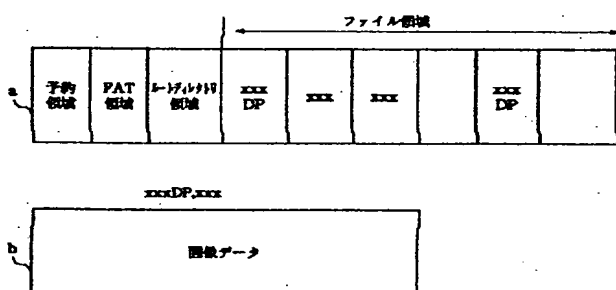 ファイル領域
a
予約
領域
FAT
領域
ルートディレクトリ
領域
xxx
DP
xxx
xxx
xxx
DP
xxxDP.xxx
b
画像データ